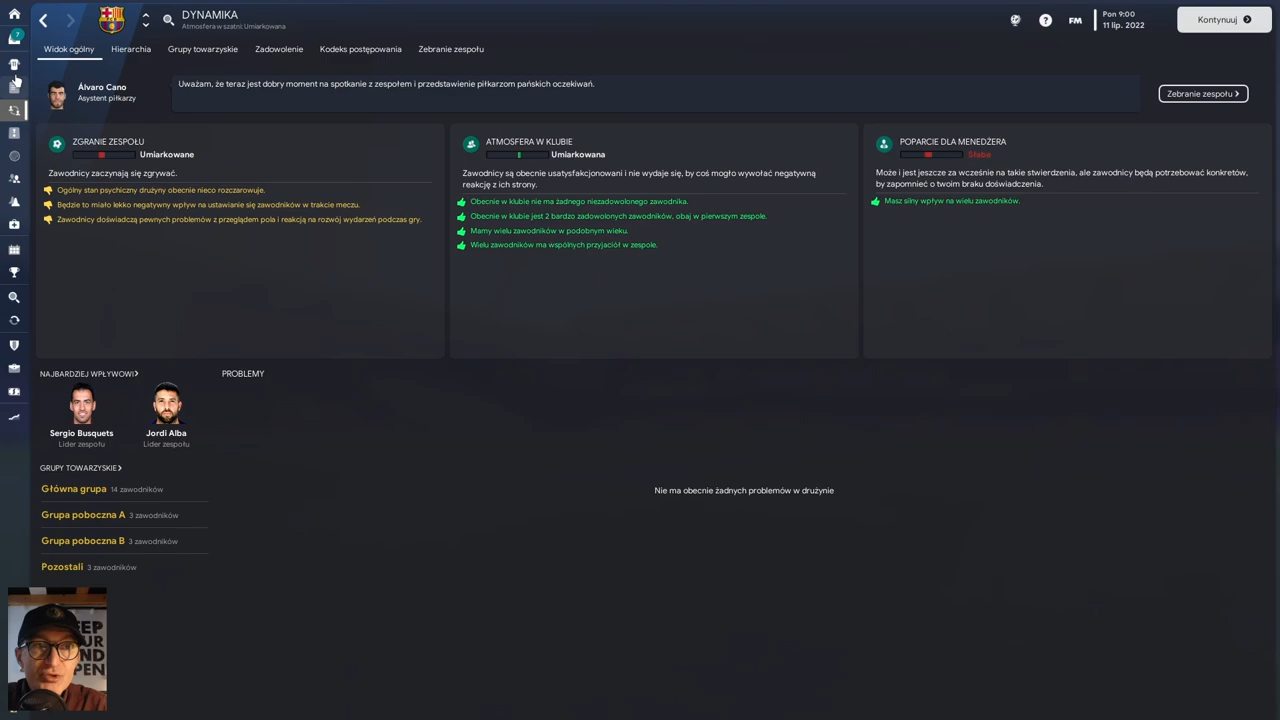 DYNAMIKA
Atmosfera w szatni: Umiarkowana
FM
Pon 9:00
11 lip. 2022
Kontynuuj
7
Widok ogólny
Hierarchia
Grupy towarzyskie
Zadowolenie
Kodeks postępowania
Zebranie zespołu
Álvaro Cano
Asystent piłkarzy
Uważam, że teraz jest dobry moment na spotkanie z zespołem i przedstawienie piłkarzom pańskich oczekiwań.
Zebranie zespołu
ZGRANIE ZESPOŁU
Umiarkowane
Zawodnicy zaczynają się zgrywać.
Ogólny stan psychiczny drużyny obecnie nieco rozczarowuje.
Będzie to miało lekko negatywny wpływ na ustawianie się zawodników w trakcie meczu.
Zawodnicy doświadczą pewnych problemów z przeglądem pola i reakcją na rozwój wydarzeń podczas gry.
ATMOSFERA W KLUBIE
Umiarkowana
Zawodnicy są obecnie usatysfakcjonowani i nie wydaje się, by coś mogło wywołać negatywną
reakcję z ich strony.
Obecnie w klubie nie ma żadnego niezadowolonego zawodnika.
Obecnie w klubie jest 2 bardzo zadowolonych zawodników, obaj w pierwszym zespole.
Mamy wielu zawodników w podobnym wieku.
Wielu zawodników ma wspólnych przyjaciół w zespole.
POPARCIE DLA MENEDŻERA
Słabe
Może i jest jeszcze za wcześnie na takie stwierdzenia, ale zawodnicy będą potrzebować konkretów,
by zapomnieć o twoim braku doświadczenia.
Masz silny wpływ na wielu zawodników.
NAJBARDZIEJ WPŁYWOWI
Sergio Busquets
Lider zespołu
Jordi Alba
Lider zespołu
PROBLEMY
Nie ma obecnie żadnych problemów w drużynie
GRUPY TOWARZYSKIE
Główna grupa 14 zawodników
Grupa poboczna A 3 zawodników
Grupa poboczna B 3 zawodników
Pozostali 3 zawodników